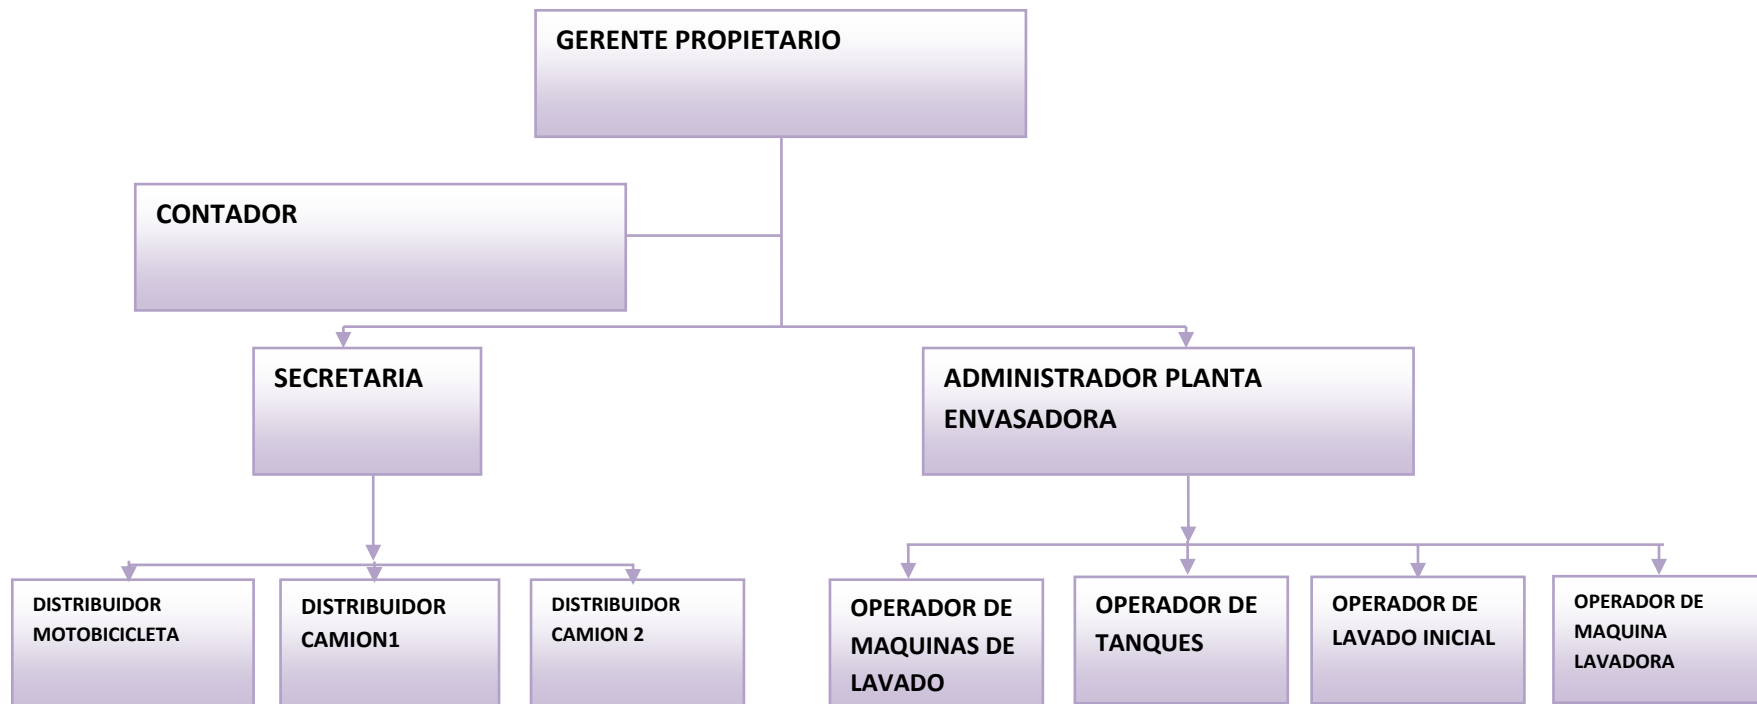 GERENTE PROPIETARIO
CONTADOR
SECRETARIA
ADMINISTRADOR PLANTA
ENVASADORA
DISTRIBUIDOR
MOTOBICICLETA
DISTRIBUIDOR
CAMION1
DISTRIBUIDOR
CAMION 2
OPERADOR DE
MAQUINAS DE
LAVADO
OPERADOR DE
TANQUES
OPERADOR DE
LAVADO INICIAL
OPERADOR DE
MAQUINA
LAVADORA